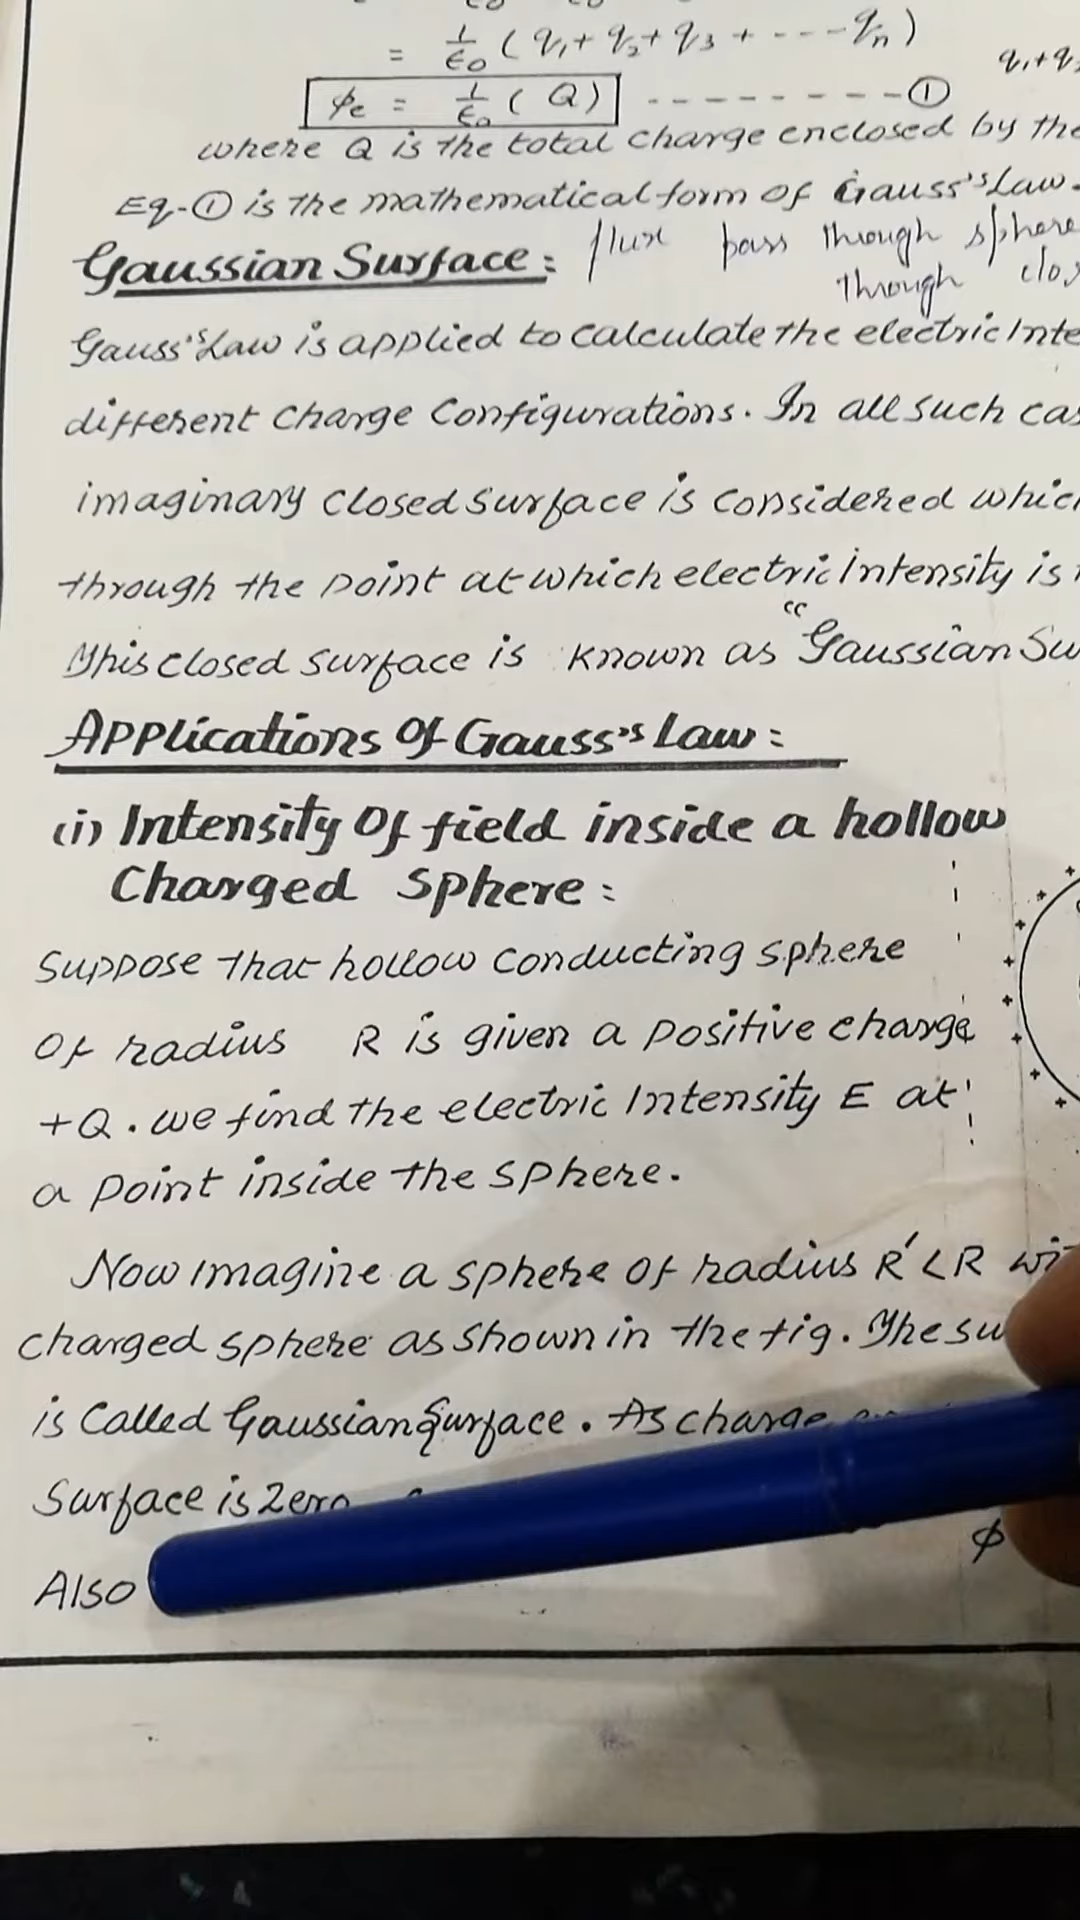 = 1/ε0 ( q1 + q2 + q3 + ---- qn )
q1+q
Φe = 1/ε0 ( Q ) --------- ①
where Q is the total charge enclosed by the
Eq-① is the mathematical form of Gauss's Law.
Gaussian Surface:
flux pass through sphere
through clos
Gauss's Law is applied to calculate the electric Inte
different Charge Configurations. In all such cas
imaginary closed surface is considered which
through the point at which electric intensity is
This closed surface is known as "Gaussian Su
Applications Of Gauss's Law:
(i) Intensity Of field inside a hollow
Charged Sphere:
Suppose that hollow conducting sphere
Of radius R is given a positive charge
+Q. we find the electric Intensity E at
a point inside the sphere.
Now imagine a sphere of radius R' < R wi
charged sphere as shown in the fig. The su
is Called Gaussian Surface. As charge
Surface is Zero
ϕ
Also